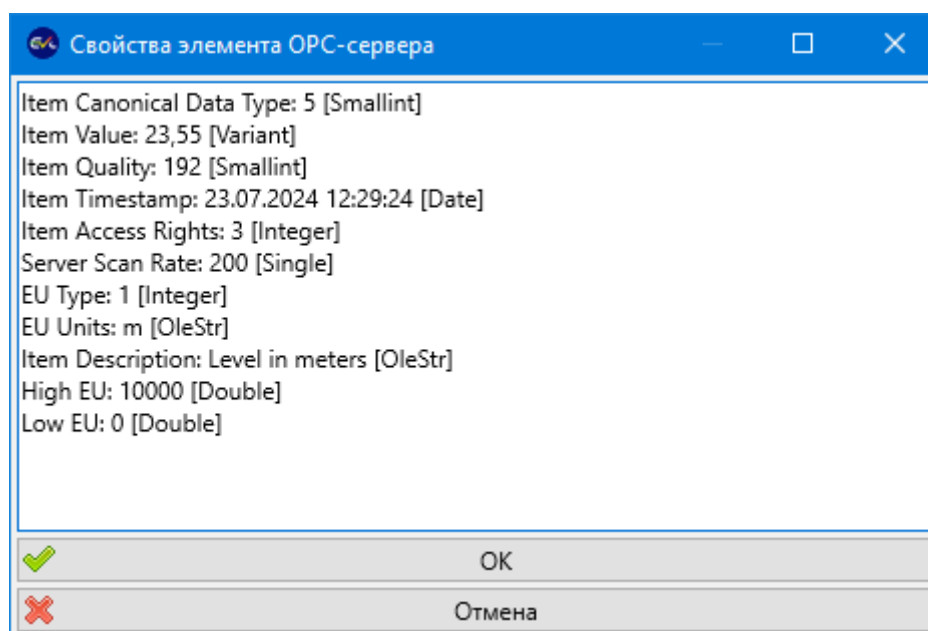 Свойства элемента ОРС-сервера
Item Canonical Data Type: 5 [Smallint]
Item Value: 23,55 [Variant]
Item Quality: 192 [Smallint]
Item Timestamp: 23.07.2024 12:29:24 [Date]
Item Access Rights: 3 [Integer]
Server Scan Rate: 200 [Single]
EU Type: 1 [Integer]
EU Units: m [OleStr]
Item Description: Level in meters [OleStr]
High EU: 10000 [Double]
Low EU: 0 [Double]
OK
Отмена